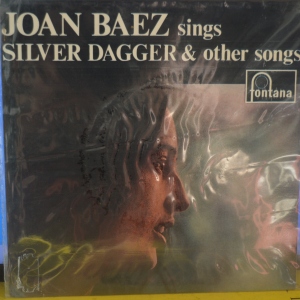 JOAN BAEZ sings
SILVER DAGGER & other songs
fontana